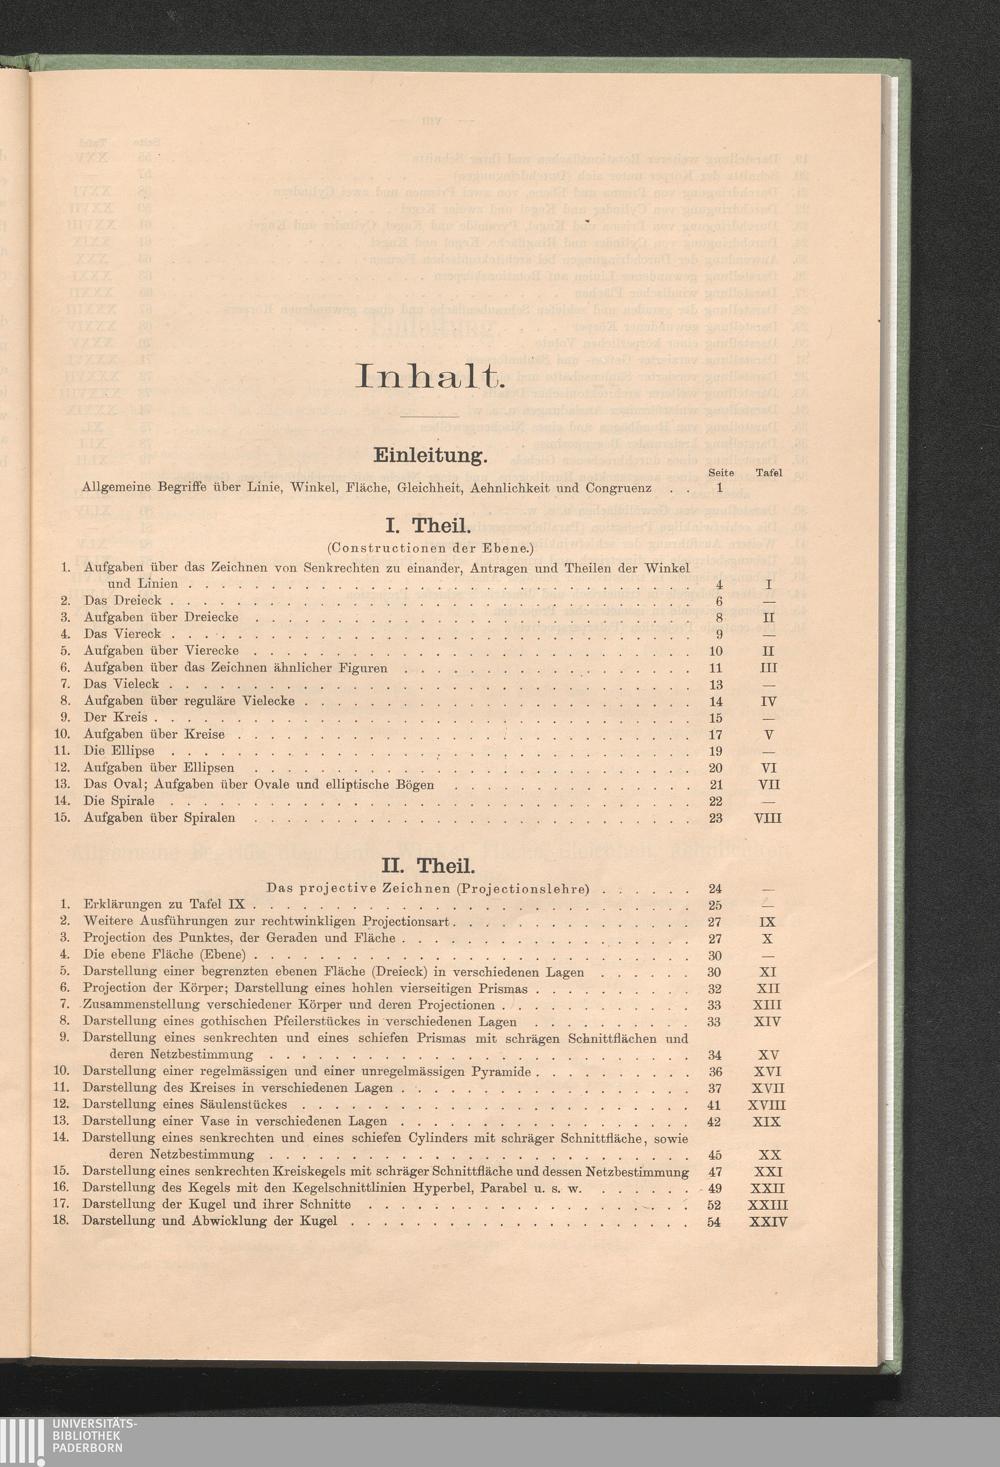 Inhalt.
Einleitung.
Seite Tafel
Allgemeine Begriffe über Linie, Winkel, Fläche, Gleichheit, Aehnlichkeit und Congruenz . . 1
I. Theil.
(Constructionen der Ebene.)
1. Aufgaben über das Zeichnen von Senkrechten zu einander, Antragen und Theilen der Winkel
und Linien . . . . . . . . . . 4 I
2. Das Dreieck . . . . . . . . . . 6 —
3. Aufgaben über Dreiecke . . . . . . . . . . 8 II
4. Das Viereck . . . . . . . . . . 9 —
5. Aufgaben über Vierecke . . . . . . . . . . 10 II
6. Aufgaben über das Zeichnen ähnlicher Figuren . . . . . . . . . . 11 III
7. Das Vieleck . . . . . . . . . . 13 —
8. Aufgaben über reguläre Vielecke . . . . . . . . . . 14 IV
9. Der Kreis . . . . . . . . . . 15 —
10. Aufgaben über Kreise . . . . . . . . . . 17 V
11. Die Ellipse . . . . . . . . . . 19 —
12. Aufgaben über Ellipsen . . . . . . . . . . 20 VI
13. Das Oval; Aufgaben über Ovale und elliptische Bögen . . . . . . . . . . 21 VII
14. Die Spirale . . . . . . . . . . 22 —
15. Aufgaben über Spiralen . . . . . . . . . . 23 VIII
II. Theil.
Das projective Zeichnen (Projectionslehre) . . . . . . 24 —
1. Erklärungen zu Tafel IX . . . . . . . . . . 25 —
2. Weitere Ausführungen zur rechtwinkligen Projectionsart . . . . . . . . . . 27 IX
3. Projection des Punktes, der Geraden und Fläche . . . . . . . . . . 27 X
4. Die ebene Fläche (Ebene) . . . . . . . . . . 30 —
5. Darstellung einer begrenzten ebenen Fläche (Dreieck) in verschiedenen Lagen . . . . . . 30 XI
6. Projection der Körper; Darstellung eines hohlen vierseitigen Prismas . . . . . . . . . . 32 XII
7. Zusammenstellung verschiedener Körper und deren Projectionen . . . . . . . . . . 33 XIII
8. Darstellung eines gothischen Pfeilerstückes in verschiedenen Lagen . . . . . . . . . . 33 XIV
9. Darstellung eines senkrechten und eines schiefen Prismas mit schrägen Schnittflächen und
deren Netzbestimmung . . . . . . . . . . 34 XV
10. Darstellung einer regelmässigen und einer unregelmässigen Pyramide . . . . . . . . . . 36 XVI
11. Darstellung des Kreises in verschiedenen Lagen . . . . . . . . . . 37 XVII
12. Darstellung eines Säulenstückes . . . . . . . . . . 41 XVIII
13. Darstellung einer Vase in verschiedenen Lagen . . . . . . . . . . 42 XIX
14. Darstellung eines senkrechten und eines schiefen Cylinders mit schräger Schnittfläche, sowie
deren Netzbestimmung . . . . . . . . . . 45 XX
15. Darstellung eines senkrechten Kreiskegels mit schräger Schnittfläche und dessen Netzbestimmung 47 XXI
16. Darstellung des Kegels mit den Kegelschnittlinien Hyperbel, Parabel u. s. w. . . . . . . 49 XXII
17. Darstellung der Kugel und ihrer Schnitte . . . . . . . . . . 52 XXIII
18. Darstellung und Abwicklung der Kugel . . . . . . . . . . 54 XXIV
UNIVERSITÄTS-
BIBLIOTHEK
PADERBORN